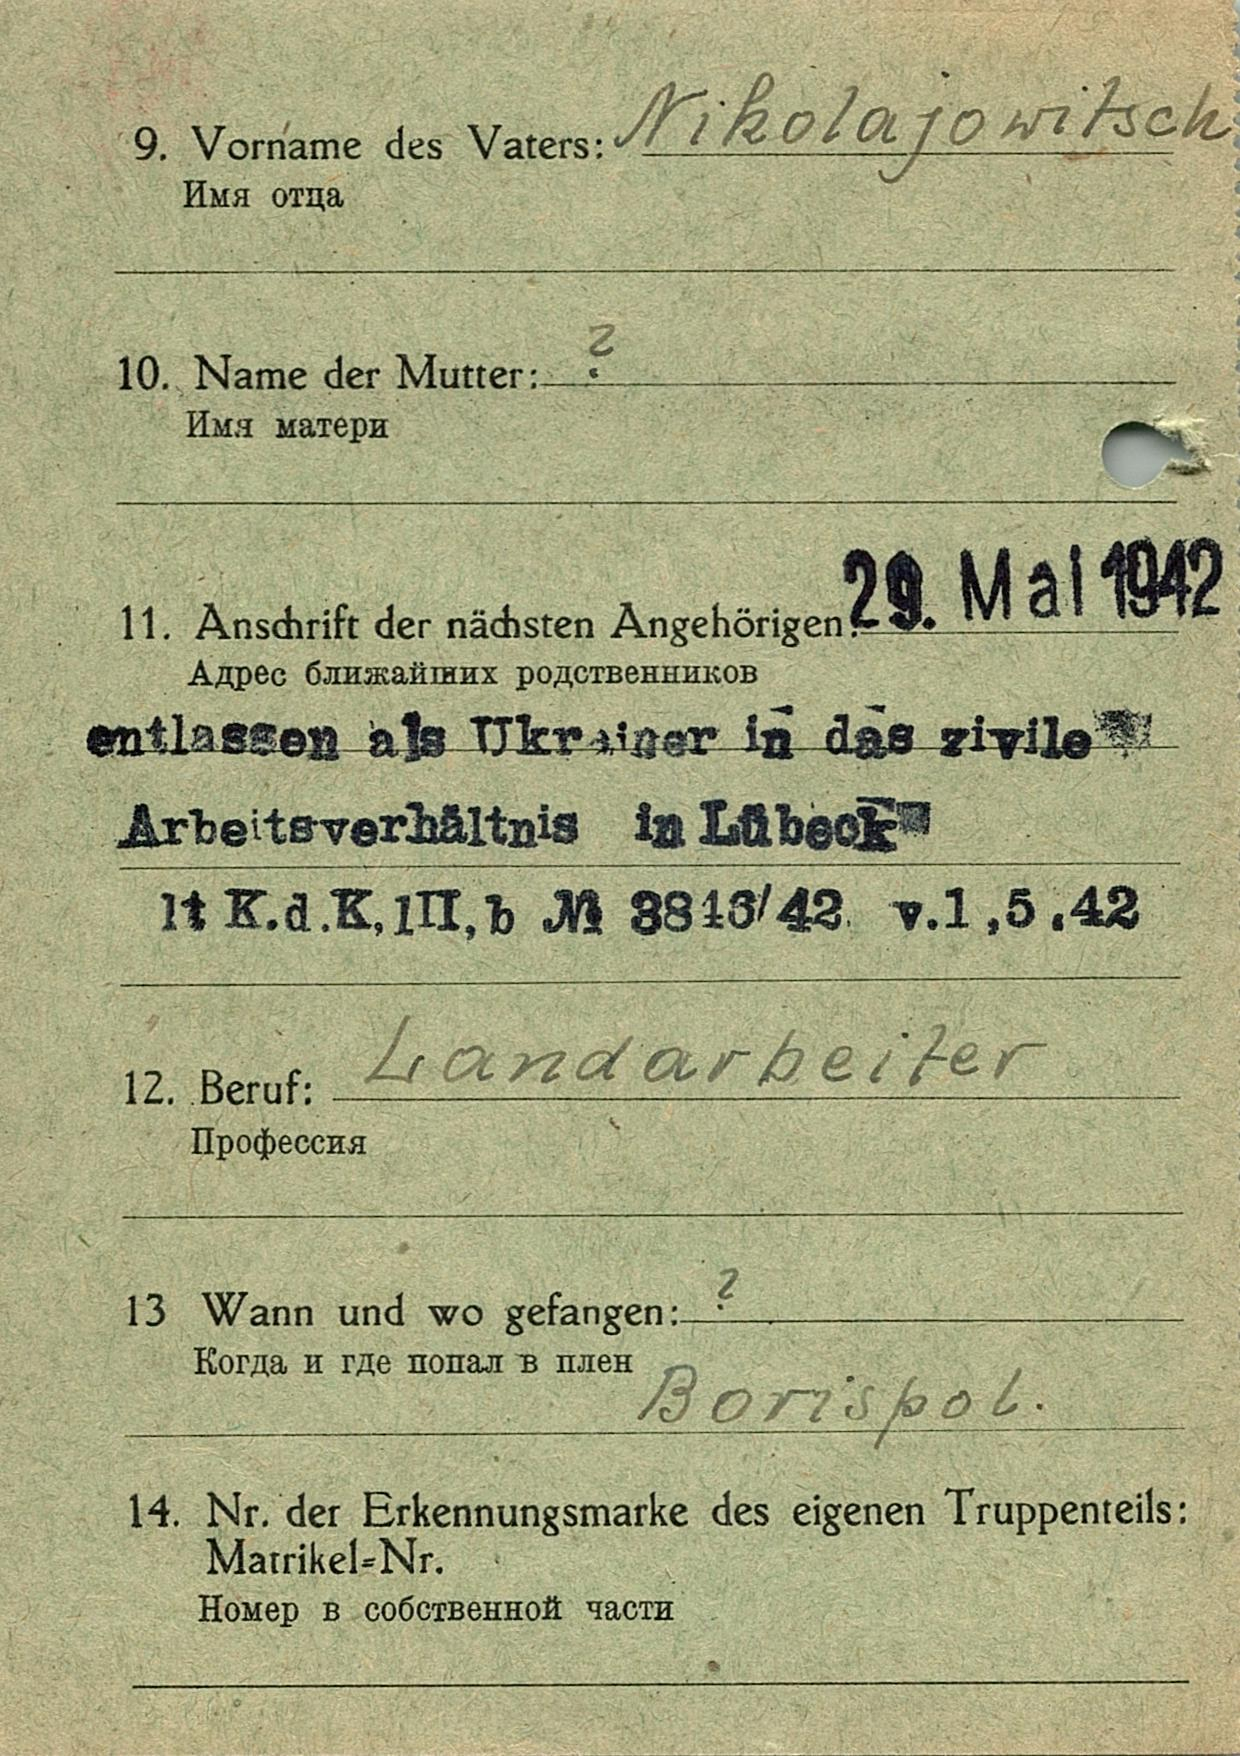 9. Vorname des Vaters: Nikolajowitsch
Имя отца
10. Name der Mutter: ?
Имя матери
29. Mai 1942
11. Anschrift der nächsten Angehörigen:
Адрес ближайших родственников
entlassen als Ukrainer in das zivile
Arbeitsverhältnis in Lübeck
lt K.d.K, lII, b № 3846/42 v.1,5.42
12. Beruf: Landarbeiter
Профессия
13 Wann und wo gefangen: ?
Когда и где попал в плен
Borispol.
14. Nr. der Erkennungsmarke des eigenen Truppenteils:
Matrikel=Nr.
Номер в собственной части